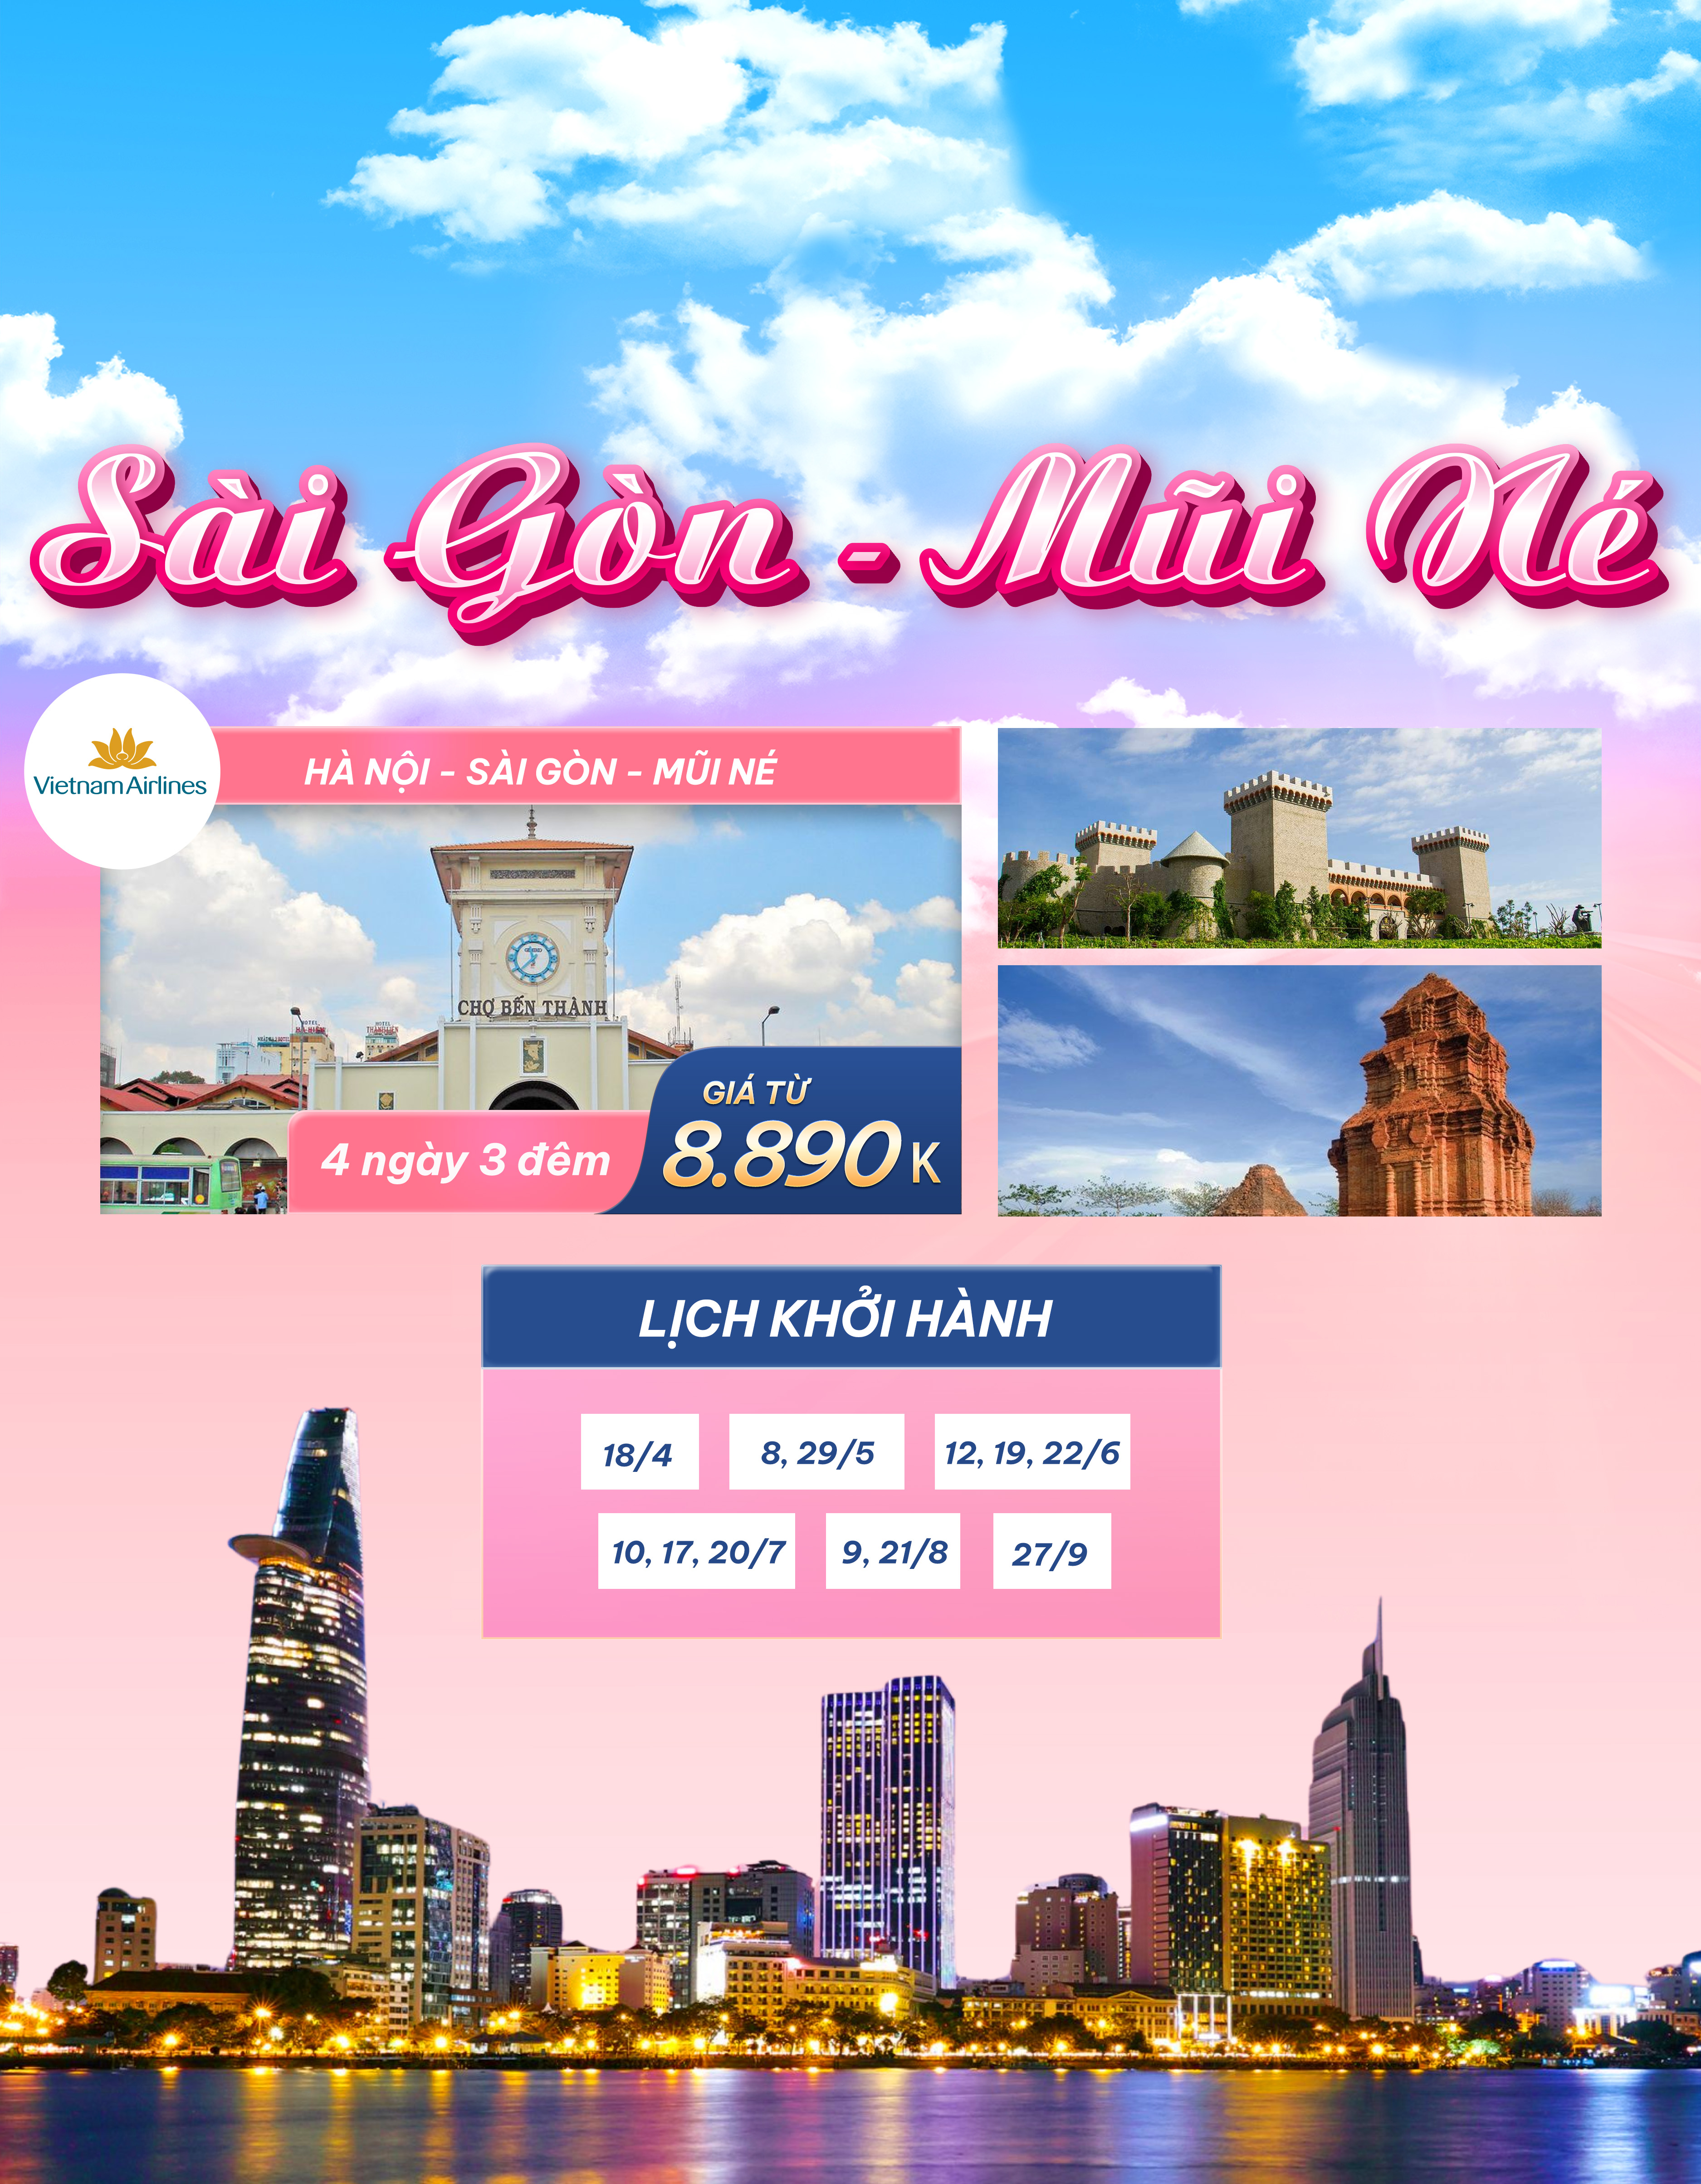 Sài Gòn - Mũi Né
Vietnam Airlines
HÀ NỘI - SÀI GÒN - MŨI NÉ
CHỢ BẾN THÀNH
GIÁ TỪ
8.890 K
4 ngày 3 đêm
LỊCH KHỞI HÀNH
18/4
8, 29/5
12, 19, 22/6
10, 17, 20/7
9, 21/8
27/9